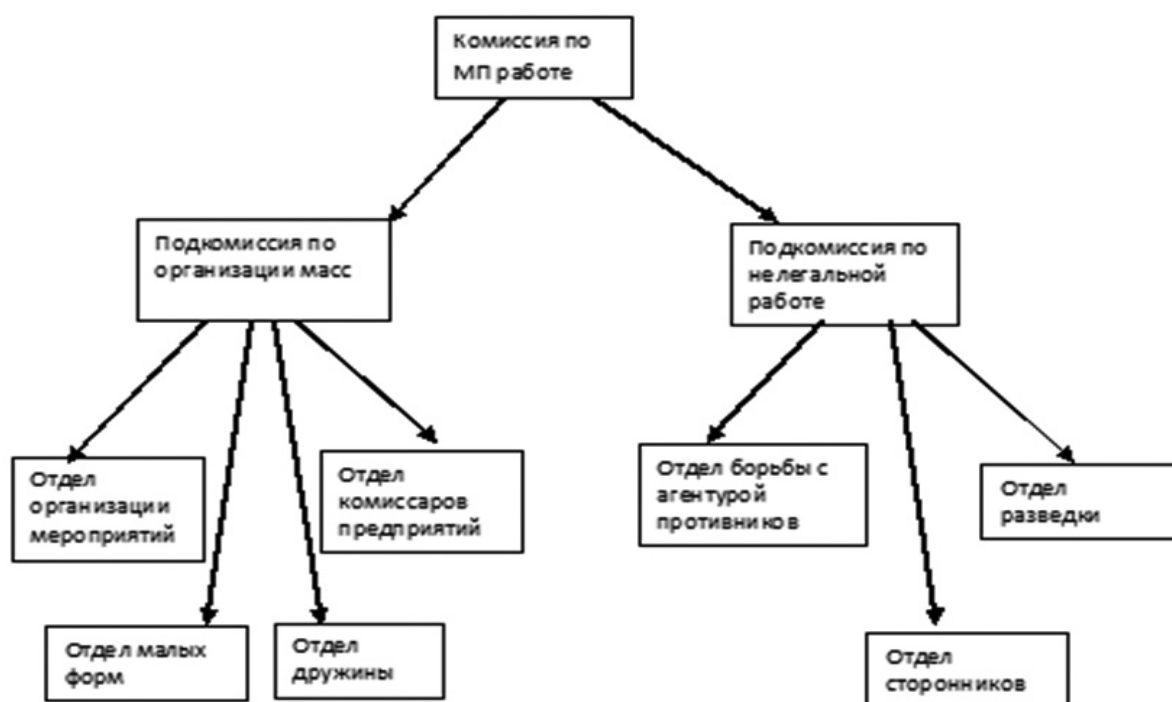 Комиссия по
МП работе
Подкомиссия по
организации масс
Подкомиссия по
нелегальной
работе
Отдел
организации
мероприятий
Отдел
комиссаров
предприятий
Отдел борьбы с
агентурой
противников
Отдел
разведки
Отдел малых
форм
Отдел
дружины
Отдел
сторонников